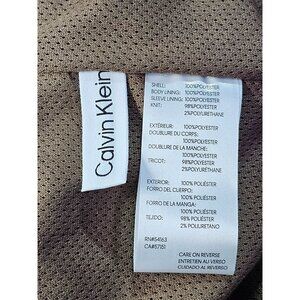 Calvin Klein
SHELL: 100%POLYESTER
BODY LINING: 100%POLYESTER
SLEEVE LINING: 100%POLYESTER
KNIT: 98%POLYESTER
2%POLYURETHANE
EXTÉRIEUR: 100%POLYESTER
DOUBLURE DU CORPS:
100%POLYESTER
DOUBLURE DE LA MANCHE:
100%POLYESTER
TRICOT: 98%POLYESTER
2%POLYURETHANE
EXTERIOR: 100% POLIÉSTER
FORRO DEL CUERPO:
100% POLIÉSTER
FORRO DE LA MANGA:
100% POLIÉSTER
TEJIDO: 98% POLIÉSTER
2% POLIURETANO
RN#54163
CA#57151
CARE ON REVERSE
ENTRETIEN AU VERSO
CUIDADO AL REVERSO